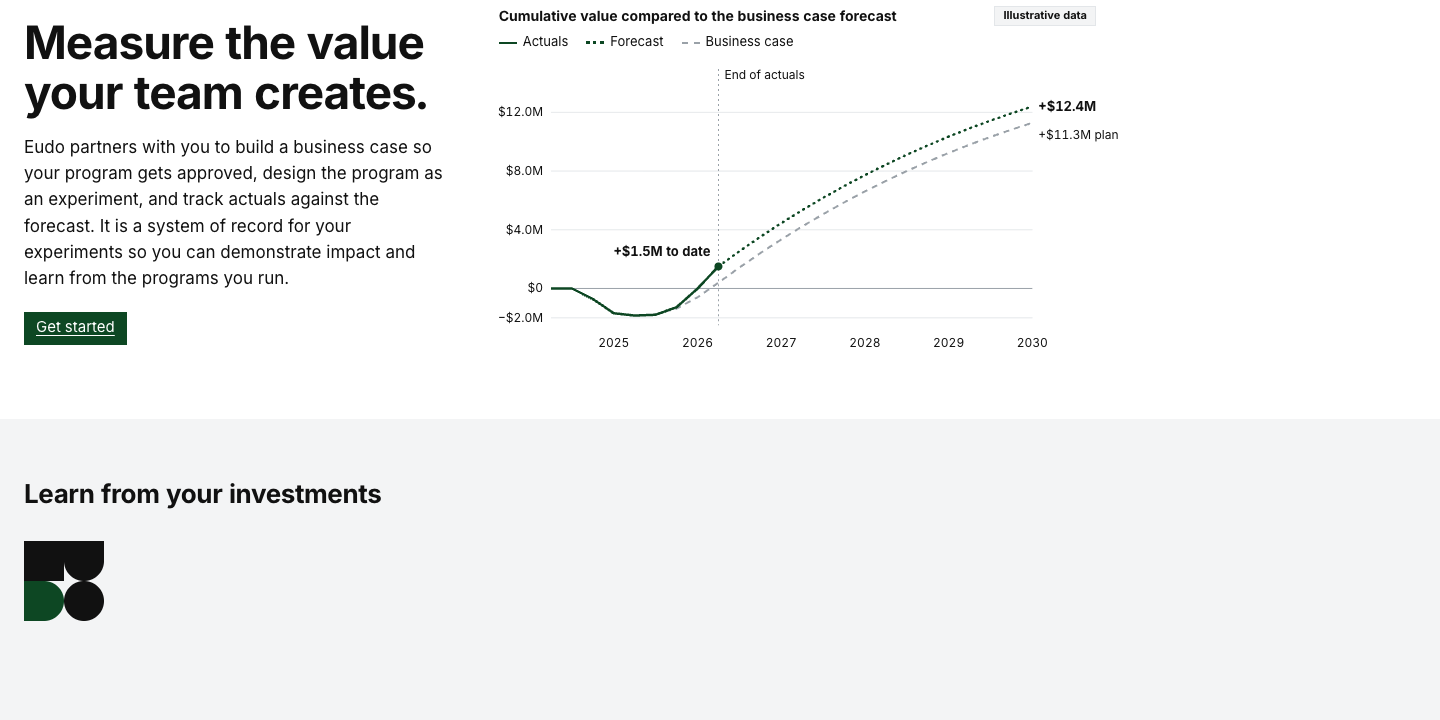 Measure the value
your team creates.
Eudo partners with you to build a business case so
your program gets approved, design the program as
an experiment, and track actuals against the
forecast. It is a system of record for your
experiments so you can demonstrate impact and
learn from the programs you run.
Get started
Cumulative value compared to the business case forecast
Illustrative data
Actuals
Forecast
Business case
End of actuals
$12.0M
$8.0M
$4.0M
$0
−$2.0M
+$12.4M
+$11.3M plan
+$1.5M to date
2025
2026
2027
2028
2029
2030
Learn from your investments